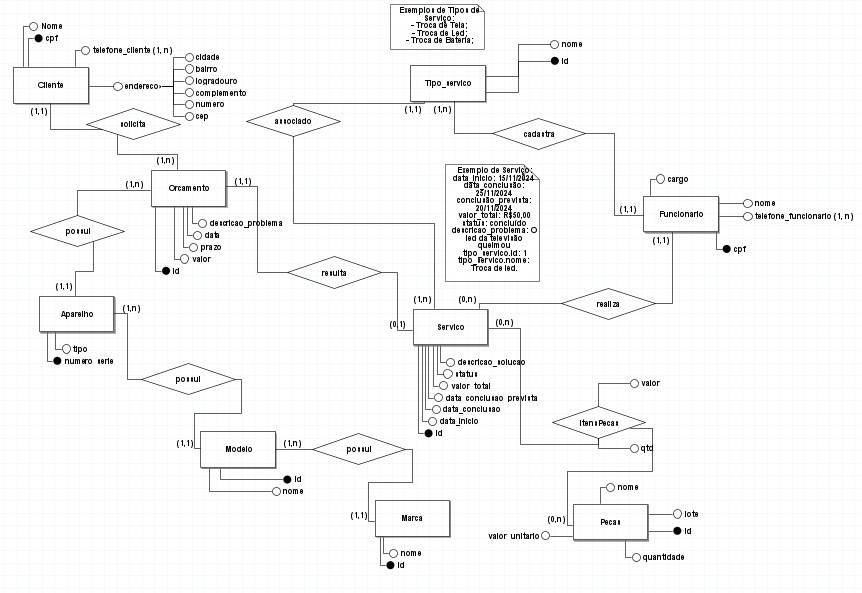 Exemplos de Tipos de
Serviço:
- Troca de Tela;
- Troca de Led;
- Troca de Bateria;
Nome
cpf
telefone_cliente (1, n)
Cliente
endereco
cidade
bairro
logradouro
complemento
numero
cep
(1,1)
solicita
(1,n)
nome
id
Tipo_servico
(1,1)
(1,n)
associado
cadastra
Orcamento
(1,n)
(1,1)
descricao_problema
data
prazo
valor
id
Exemplo de Serviço:
data_inicio: 15/11/2024
data_conclusão:
25/11/2024
conclusão_prevista:
20/11/2024
valor_total: R$50,00
status: concluído
descricao_problema: O
led da televisão
queimou
tipo_servico.id: 1
tipo_servico.nome:
Troca de led.
cargo
Funcionario
nome
telefone_funcionario (1, n)
cpf
(1,1)
(1,1)
possui
(1,1)
resulta
(0,1)
Aparelho
(1,n)
tipo
numero_serie
(1,n)
(0,n)
realiza
Servico
(0,n)
descricao_solucao
status
valor_total
data_conclusao_prevista
data_conclusao
data_inicio
id
possui
valor
ItensPecas
qtd
(1,1)
Modelo
(1,n)
id
nome
possui
(1,1)
Marca
nome
id
nome
(0,n)
Pecas
lote
id
valor_unitario
quantidade